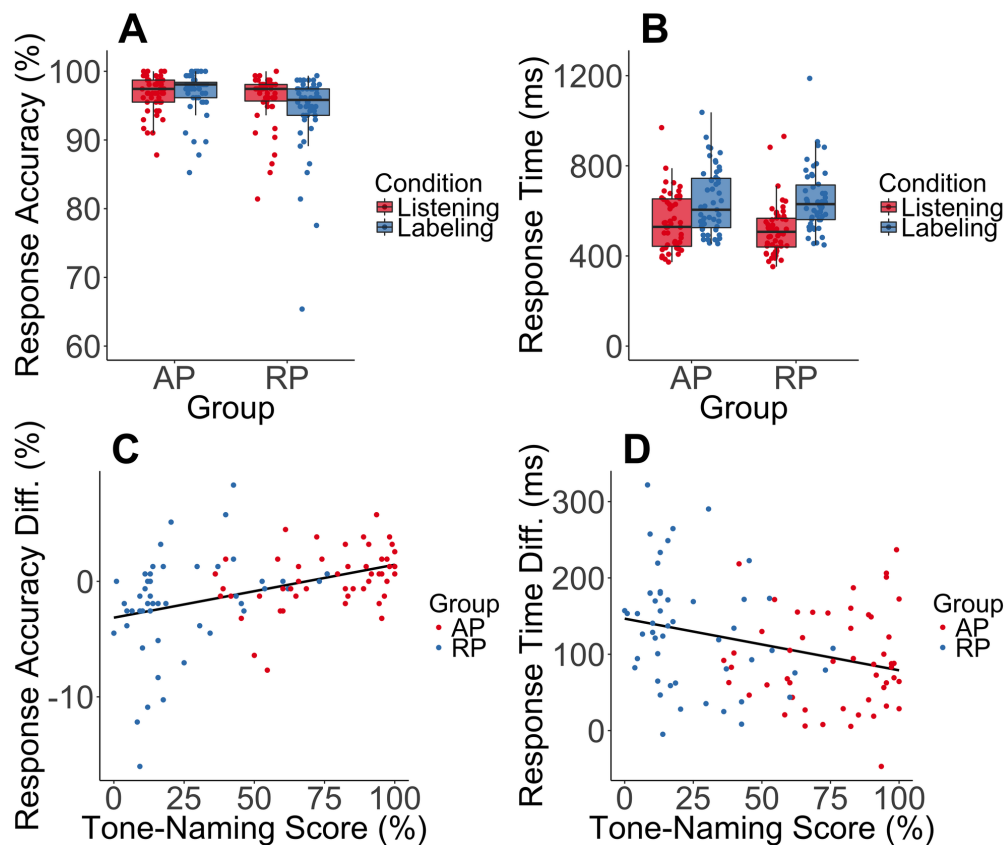 A
Response Accuracy (%)
100
90
80
70
60
AP
RP
Group
Condition
Listening
Labeling
B
Response Time (ms)
1200
800
400
0
AP
RP
Group
Condition
Listening
Labeling
C
Response Accuracy Diff. (%)
0
-10
0
25
50
75
100
Tone-Naming Score (%)
Group
AP
RP
D
Response Time Diff. (ms)
300
200
100
0
0
25
50
75
100
Tone-Naming Score (%)
Group
AP
RP